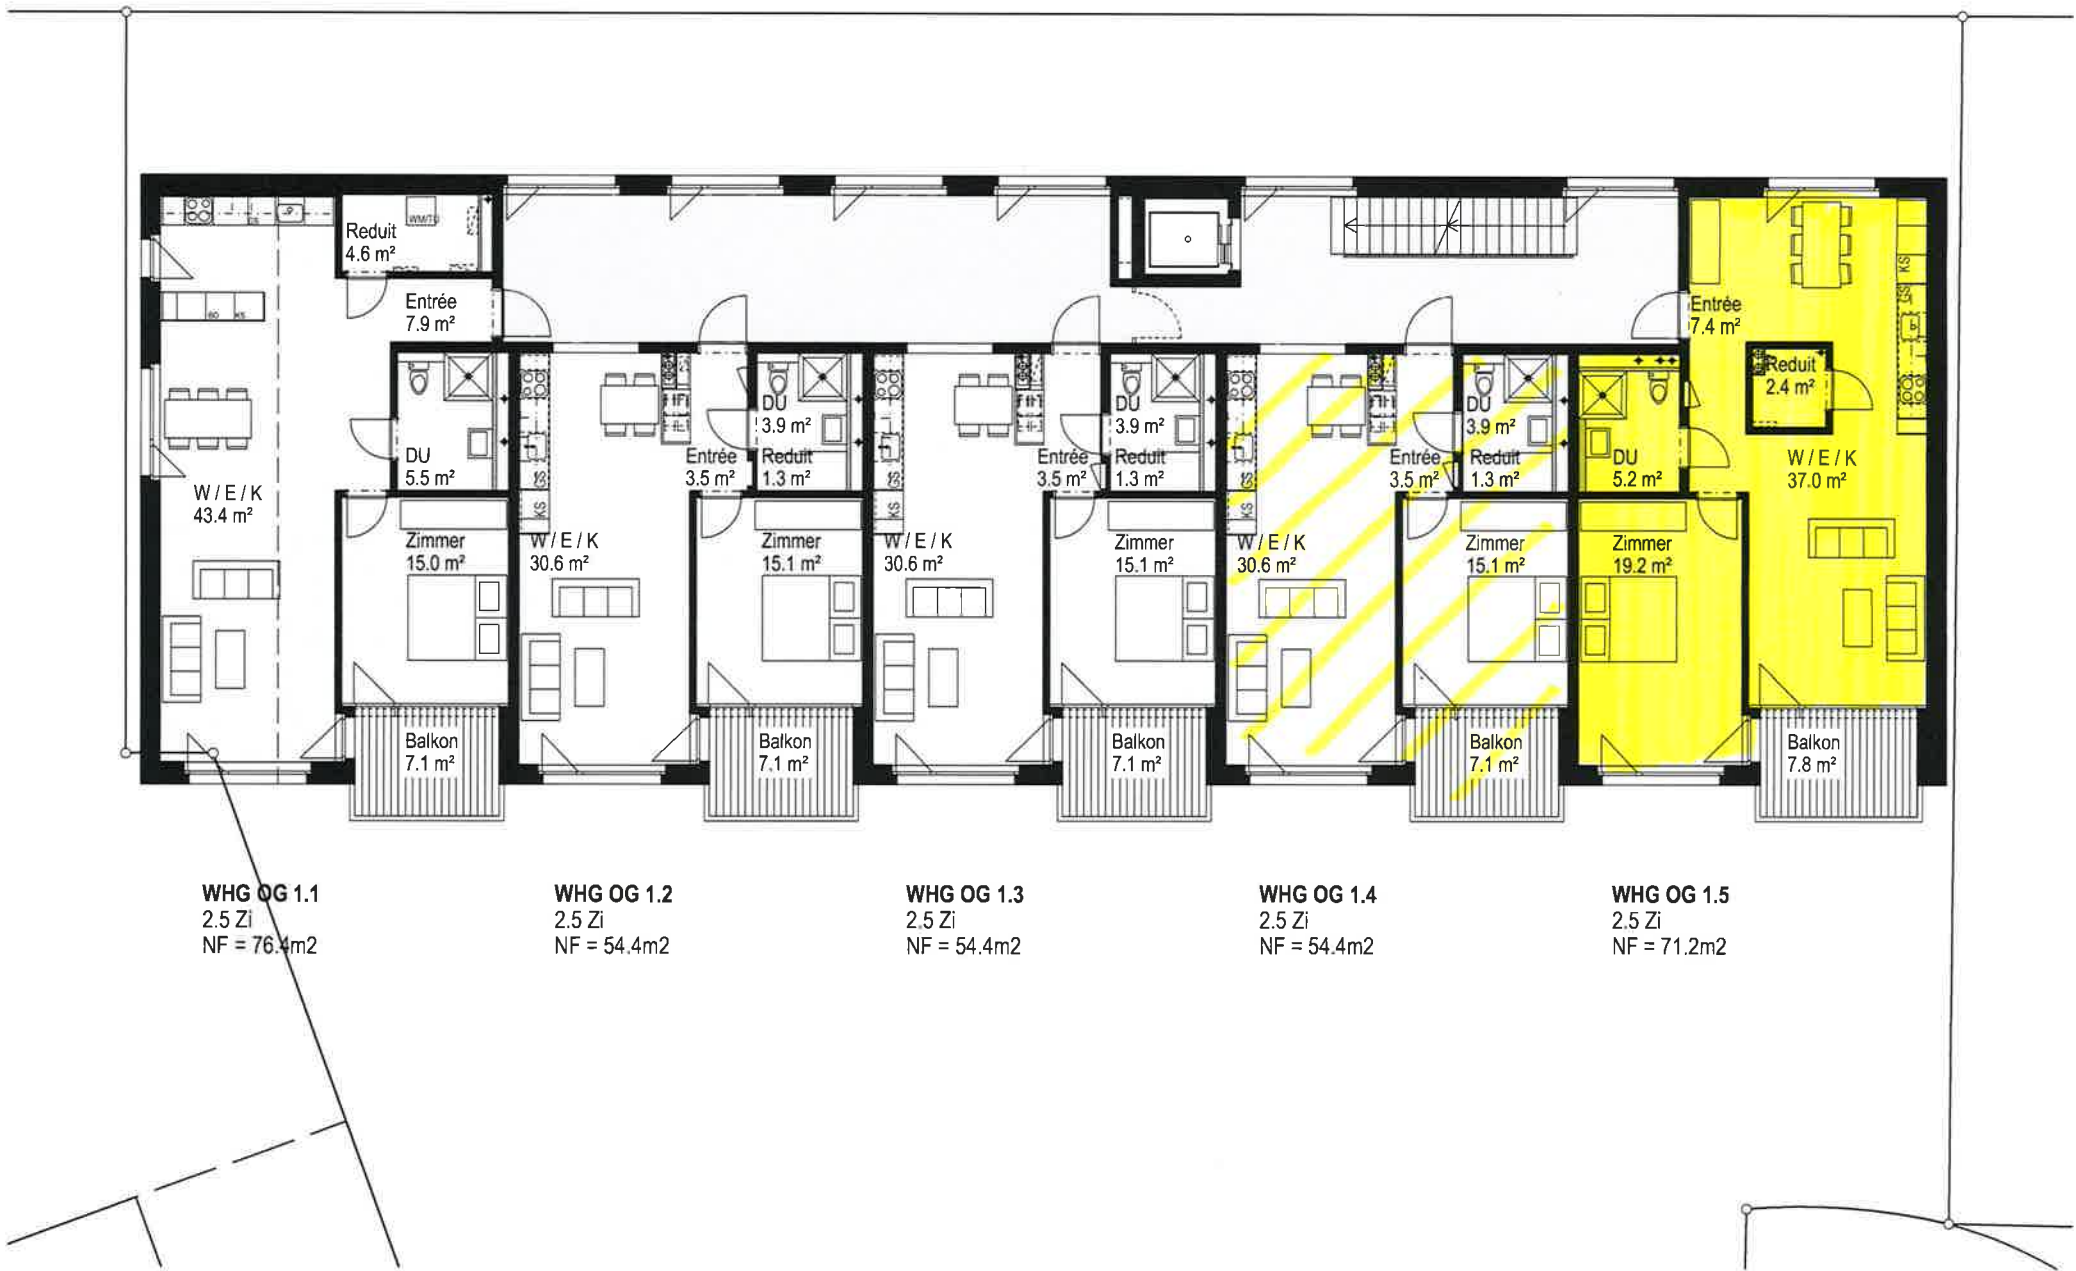 WM/TU
Reduit
4.6 m²
GS
Entrée
7.9 m²
GO KS
DU
5.5 m²
W / E / K
43.4 m²
Zimmer
15.0 m²
Balkon
7.1 m²
DU
3.9 m²
Reduit
1.3 m²
Entrée
3.5 m²
GS
KS
W / E / K
30.6 m²
Zimmer
15.1 m²
Balkon
7.1 m²
DU
3.9 m²
Reduit
1.3 m²
Entrée
3.5 m²
GS
KS
W / E / K
30.6 m²
Zimmer
15.1 m²
Balkon
7.1 m²
DU
3.9 m²
Reduit
1.3 m²
Entrée
3.5 m²
GS
KS
W / E / K
30.6 m²
Zimmer
15.1 m²
Balkon
7.1 m²
KS
GS
Entrée
7.4 m²
Reduit
2.4 m²
DU
5.2 m²
W / E / K
37.0 m²
Zimmer
19.2 m²
Balkon
7.8 m²
WHG OG 1.1
2.5 Zi
NF = 76.4m2
WHG OG 1.2
2.5 Zi
NF = 54.4m2
WHG OG 1.3
2.5 Zi
NF = 54.4m2
WHG OG 1.4
2.5 Zi
NF = 54.4m2
WHG OG 1.5
2.5 Zi
NF = 71.2m2